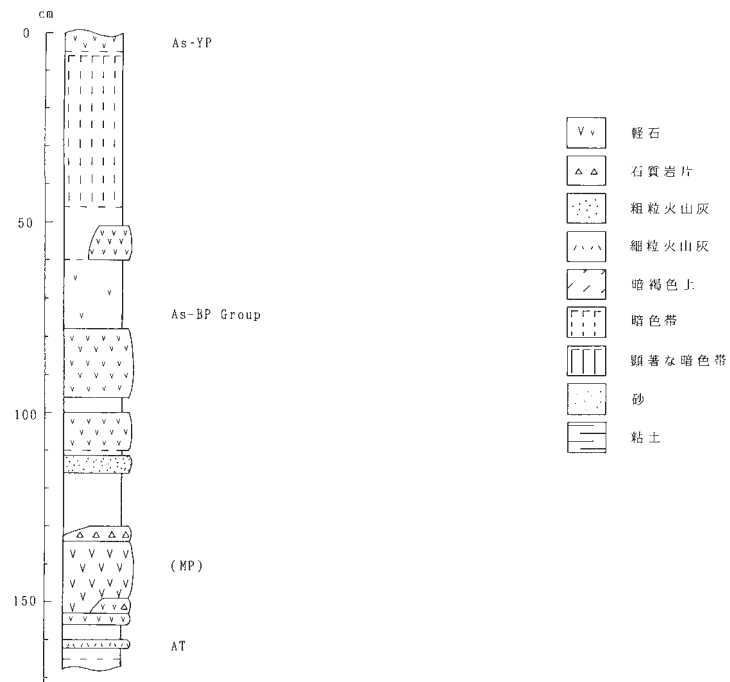 cm
0
As-YP
50
As-BP Group
100
(MP)
150
AT
軽石
石質岩片
粗粒火山灰
細粒火山灰
暗褐色土
暗色帯
顕著な暗色帯
砂
粘土